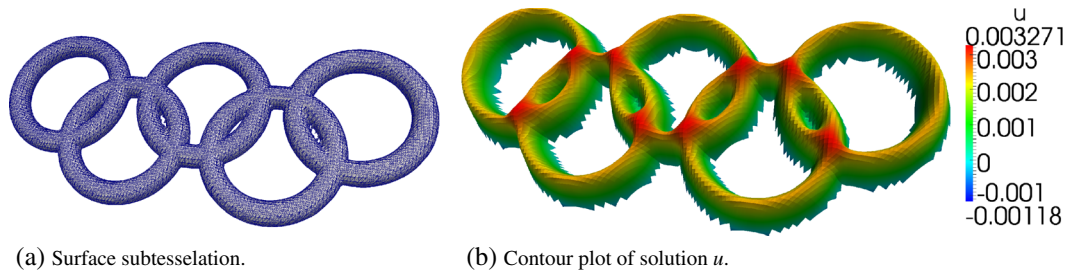 u
0.003271
0.003
0.002
0.001
0
-0.001
-0.00118
(a) Surface subtesselation.
(b) Contour plot of solution u.